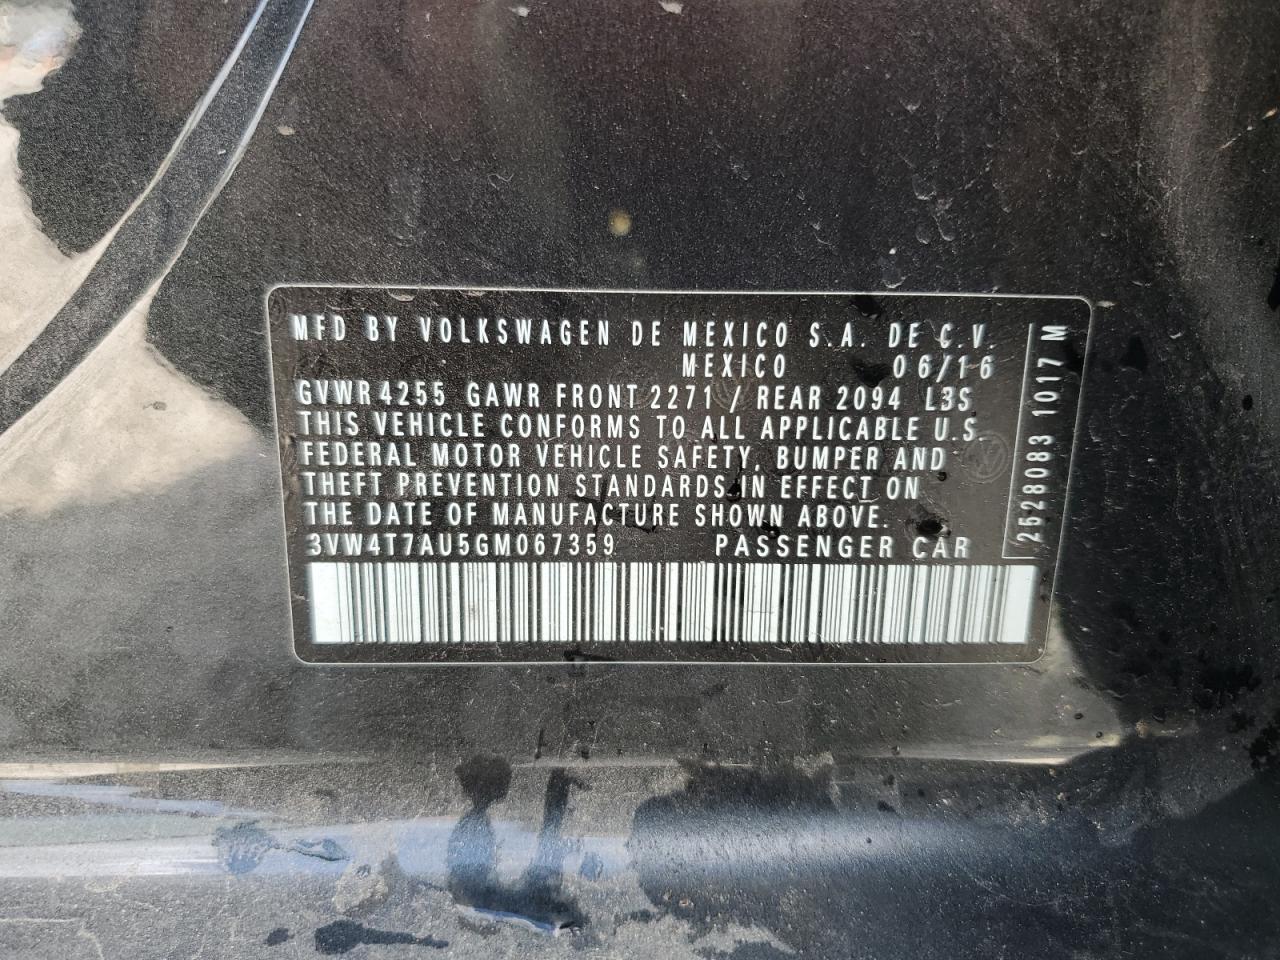 MFD BY VOLKSWAGEN DE MEXICO S.A. DE C.V.
MEXICO 06/16
GVWR 4255 GAWR FRONT 2271 / REAR 2094 L3S
THIS VEHICLE CONFORMS TO ALL APPLICABLE U.S.
FEDERAL MOTOR VEHICLE SAFETY, BUMPER AND
THEFT PREVENTION STANDARDS IN EFFECT ON
THE DATE OF MANUFACTURE SHOWN ABOVE.
3VW4T7AU5GM067359 PASSENGER CAR
2528083 1017 M